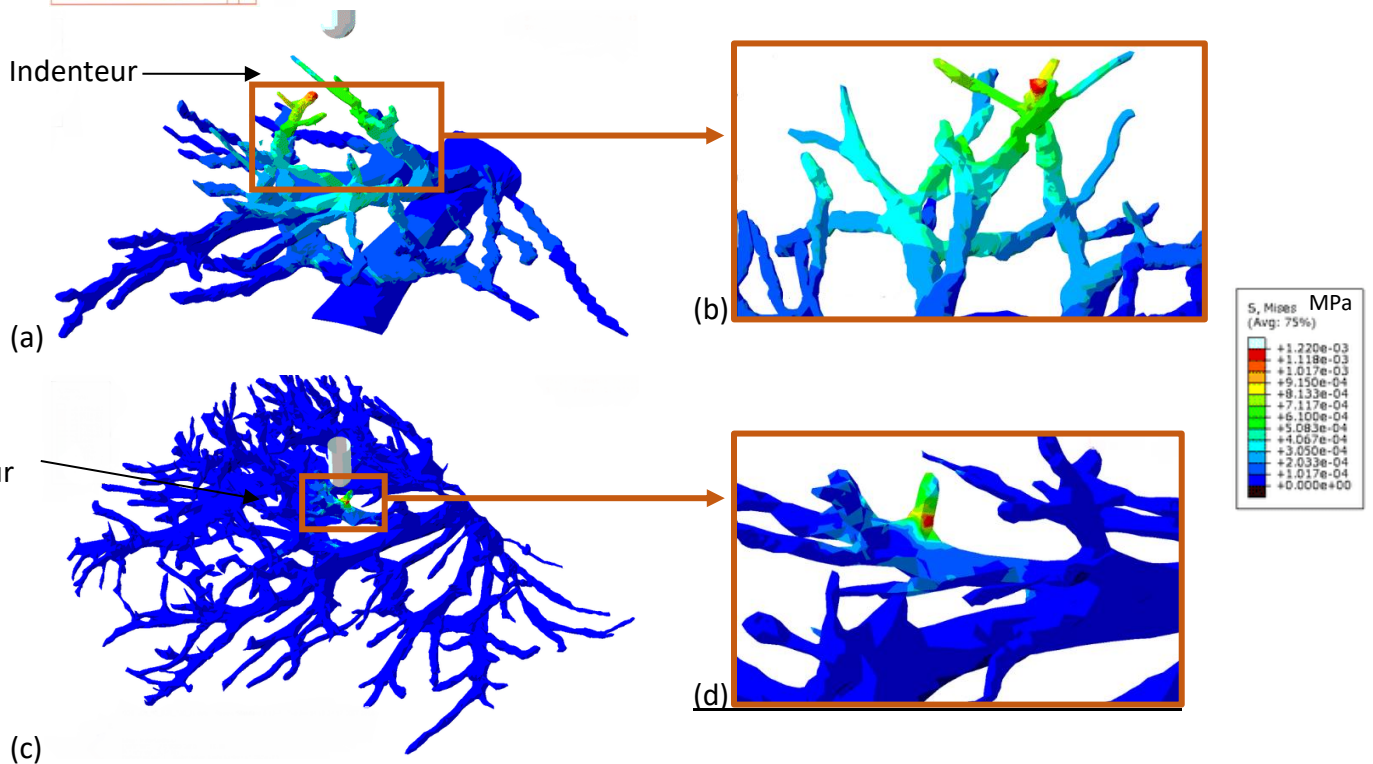 Indenteur
(a)
(b)
S, Mises MPa
(Avg: 75%)
+1.220e-03
+1.118e-03
+1.017e-03
+9.150e-04
+8.133e-04
+7.117e-04
+6.100e-04
+5.083e-04
+4.067e-04
+3.050e-04
+2.033e-04
+1.017e-04
+0.000e+00
ur
(c)
(d)